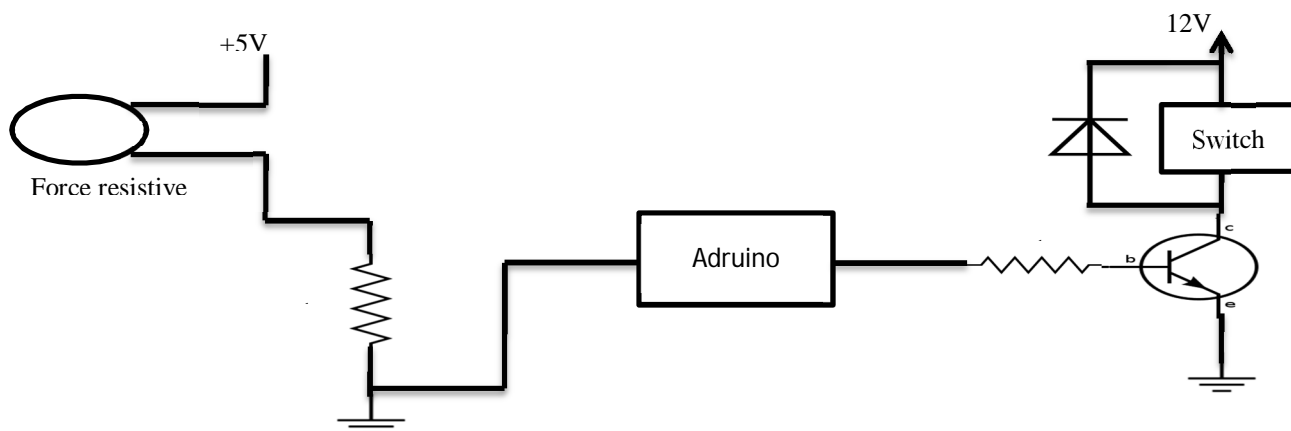 +5V
Force resistive
Adruino
12V
Switch
c
b
e